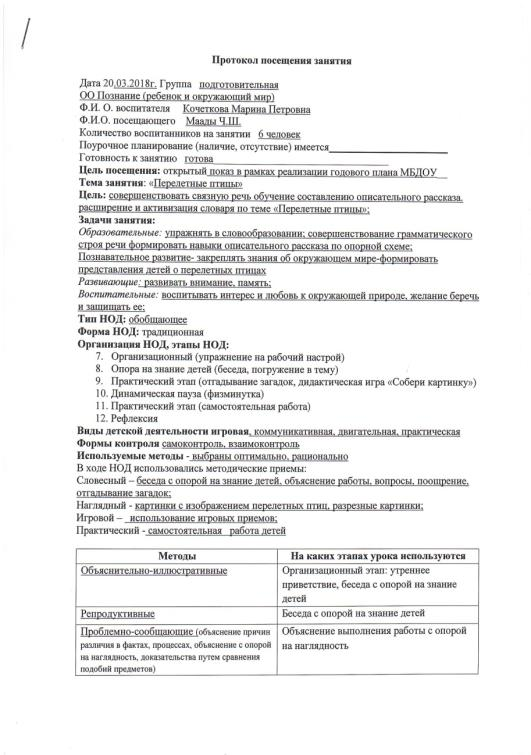 Протокол посещения занятия
Дата 20.03.2018г. Группа подготовительная
ОО Познание (ребенок и окружающий мир)
Ф.И. О. воспитателя Кочеткова Марина Петровна
Ф.И.О. посещающего Маады Ч.Ш.
Количество воспитанников на занятии 6 человек
Поурочное планирование (наличие, отсутствие) имеется
Готовность к занятию готова
Цель посещения: открытый показ в рамках реализации годового плана МБДОУ
Тема занятия: «Перелетные птицы»
Цель: совершенствовать связную речь обучение составлению описательного рассказа,
расширение и активизация словаря по теме «Перелетные птицы»;
Задачи занятия:
Образовательные: упражнять в словообразовании; совершенствование грамматического
строя речи формировать навыки описательного рассказа по опорной схеме;
Познавательное развитие- закреплять знания об окружающем мире-формировать
представления детей о перелетных птицах
Развивающие: развивать внимание, память;
Воспитательные: воспитывать интерес и любовь к окружающей природе, желание беречь
и защищать ее;
Тип НОД: обобщающее
Форма НОД: традиционная
Организация НОД, этапы НОД:
7. Организационный (упражнение на рабочий настрой)
8. Опора на знание детей (беседа, погружение в тему)
9. Практический этап (отгадывание загадок, дидактическая игра «Собери картинку»)
10. Динамическая пауза (физминутка)
11. Практический этап (самостоятельная работа)
12. Рефлексия
Виды детской деятельности игровая, коммуникативная, двигательная, практическая
Формы контроля самоконтроль, взаимоконтроль
Используемые методы - выбраны оптимально, рационально
В ходе НОД использовались методические приемы:
Словесный – беседа с опорой на знание детей, объяснение работы, вопросы, поощрение,
отгадывание загадок;
Наглядный - картинки с изображением перелетных птиц, разрезные картинки;
Игровой – использование игровых приемов;
Практический - самостоятельная работа детей
Методы
На каких этапах урока используются
Объяснительно-иллюстративные
Организационный этап: утреннее
приветствие, беседа с опорой на знание
детей
Репродуктивные
Беседа с опорой на знание детей
Проблемно-сообщающие (объяснение причин
различия в фактах, процессах, объяснение с опорой
на наглядность, доказательства путем сравнения
подобий предметов)
Объяснение выполнения работы с опорой
на наглядность